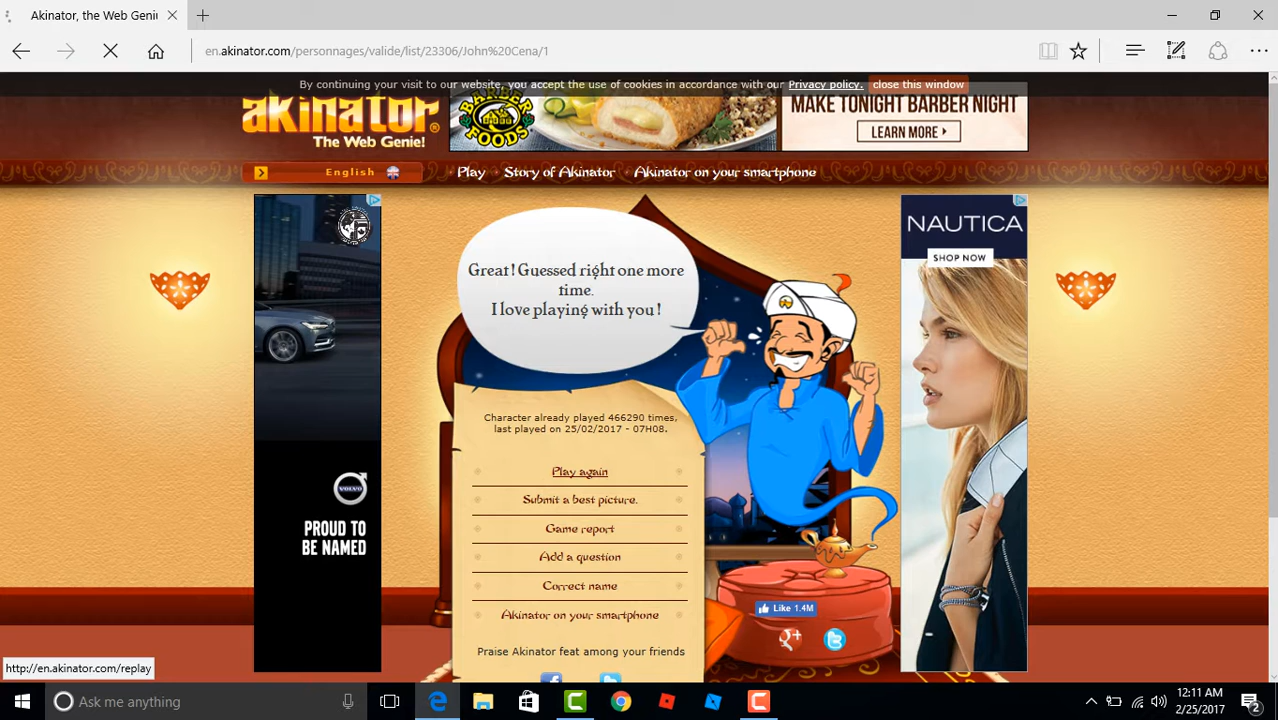 Akinator, the Web Geni
en.akinator.com/personnages/valide/list/23306/John%20Cena/1
By continuing your visit to our website, you accept the use of cookies in accordance with our Privacy policy. close this window
akinator®
The Web Genie!
BARBER
FOODS
MAKE TONIGHT BARBER NIGHT
LEARN MORE
English
Play
Story of Akinator
Akinator on your smartphone
Great ! Guessed right one more
time.
I love playing with you !
Character already played 466290 times,
last played on 25/02/2017 - 07H08.
Play again
Submit a best picture.
Game report
Add a question
Correct name
Akinator on your smartphone
Praise Akinator feat among your friends
VOLVO
PROUD TO
BE NAMED
NAUTICA
SHOP NOW
Like 1.4M
http://en.akinator.com/replay
Ask me anything
12:11 AM
2/25/2017
2